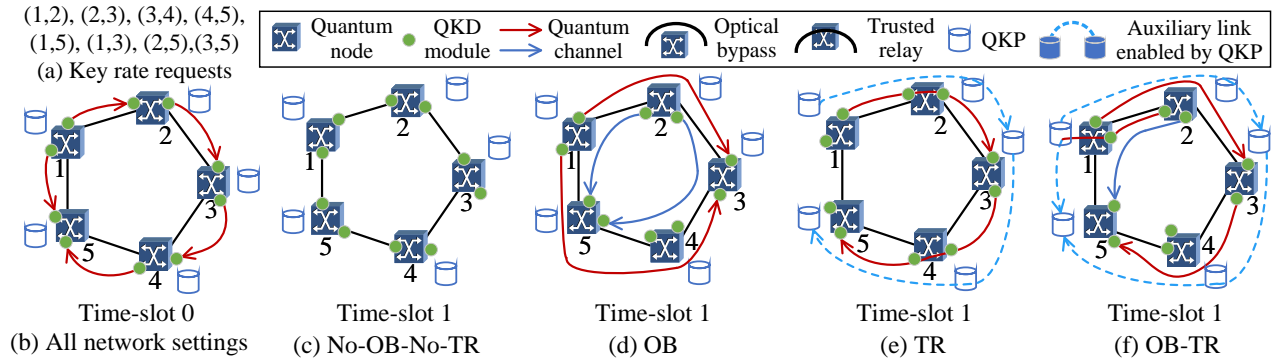 (1,2), (2,3), (3,4), (4,5),
(1,5), (1,3), (2,5),(3,5)
(a) Key rate requests
Quantum node
QKD module
Quantum channel
Optical bypass
Trusted relay
QKP
Auxiliary link enabled by QKP
1
2
3
4
5
Time-slot 0
(b) All network settings
1
2
3
4
5
Time-slot 1
(c) No-OB-No-TR
1
2
3
4
5
Time-slot 1
(d) OB
1
2
3
4
5
Time-slot 1
(e) TR
1
2
3
4
5
Time-slot 1
(f) OB-TR